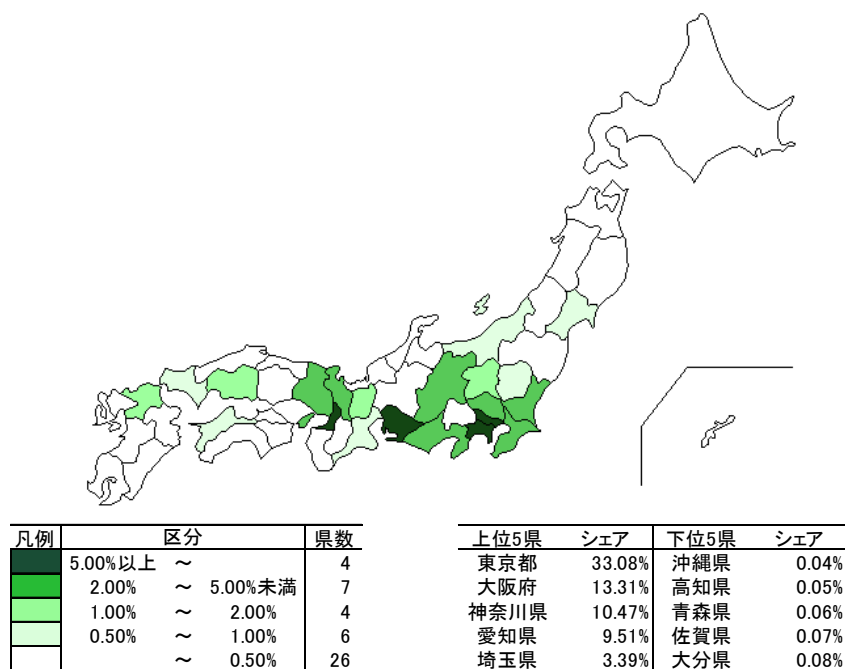 凡例 区分 県数
5.00%以上 ～ 4
2.00% ～ 5.00%未満 7
1.00% ～ 2.00% 4
0.50% ～ 1.00% 6
～ 0.50% 26
上位5県 シェア 下位5県 シェア
東京都 33.08% 沖縄県 0.04%
大阪府 13.31% 高知県 0.05%
神奈川県 10.47% 青森県 0.06%
愛知県 9.51% 佐賀県 0.07%
埼玉県 3.39% 大分県 0.08%